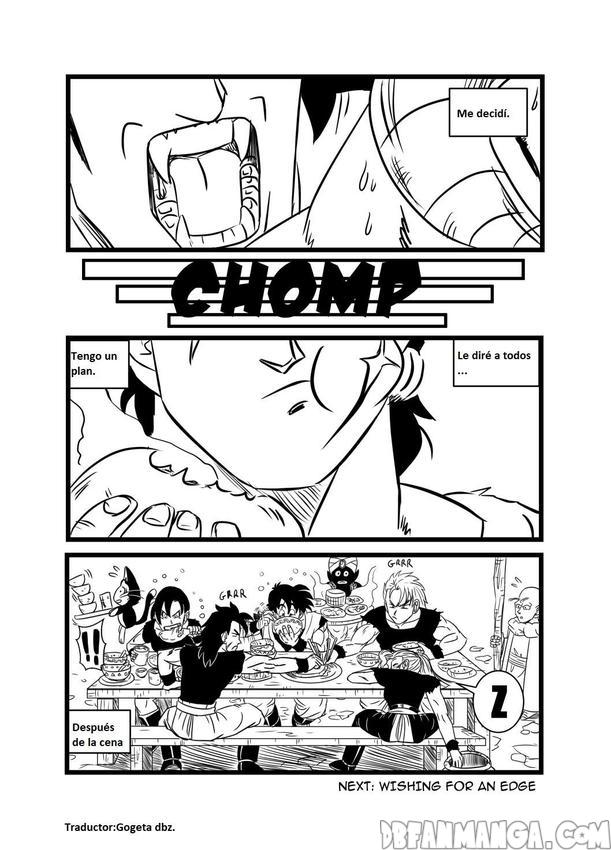 Me decidí.
CHOMP
Tengo un
plan.
Le diré a todos
...
GRRR
GRRR
!!
Z
Después
de la cena
NEXT: WISHING FOR AN EDGE
Traductor:Gogeta dbz.
DBFANMANGA.COM